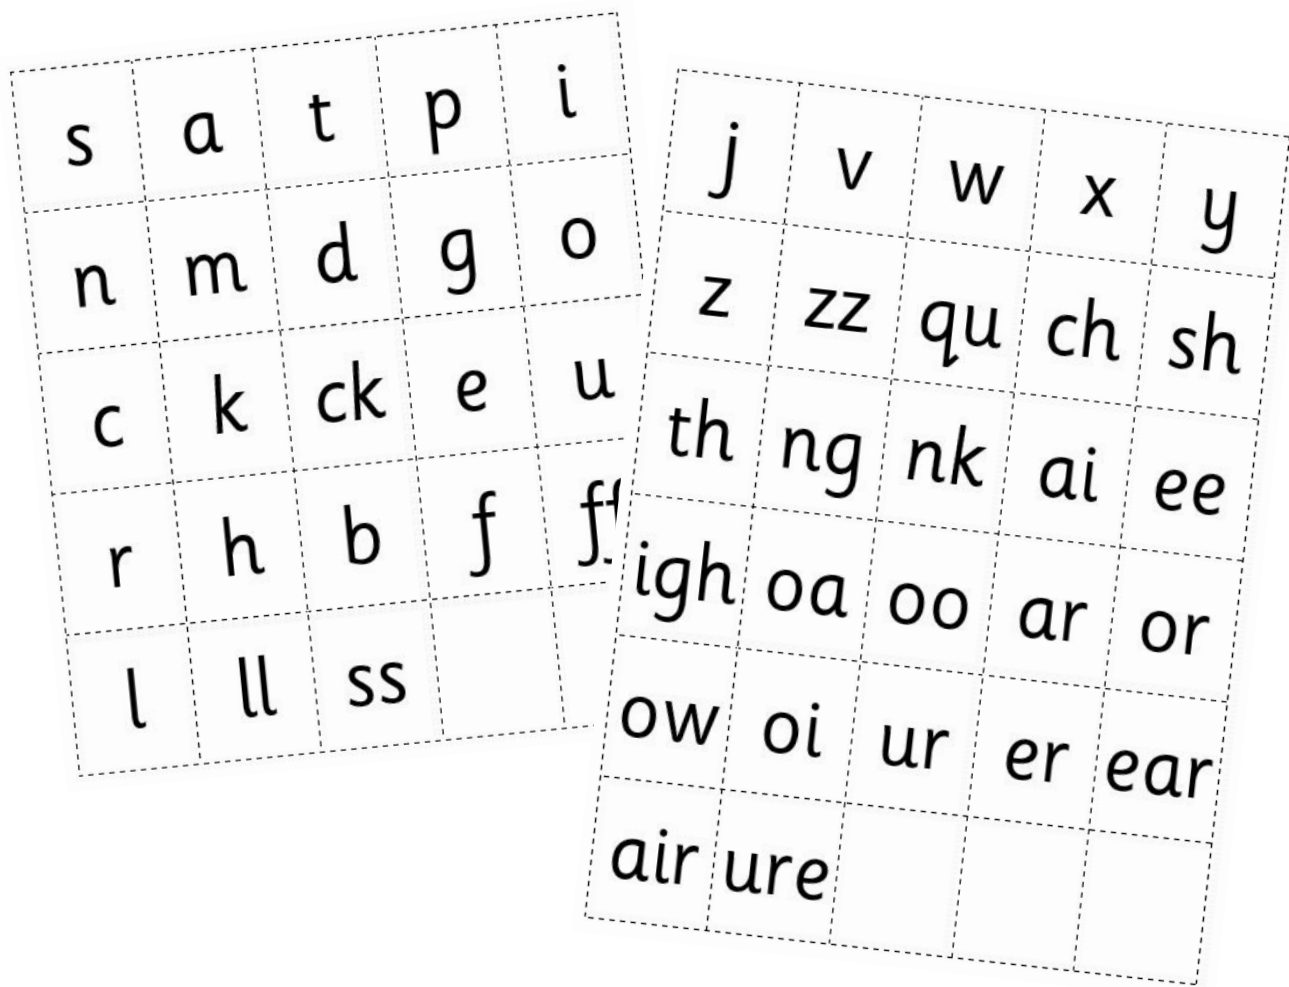 s a t p i
n m d g o
c k ck e u
r h b f ff
l ll ss
j v w x y
z zz qu ch sh
th ng nk ai ee
igh oa oo ar or
ow oi ur er ear
air ure